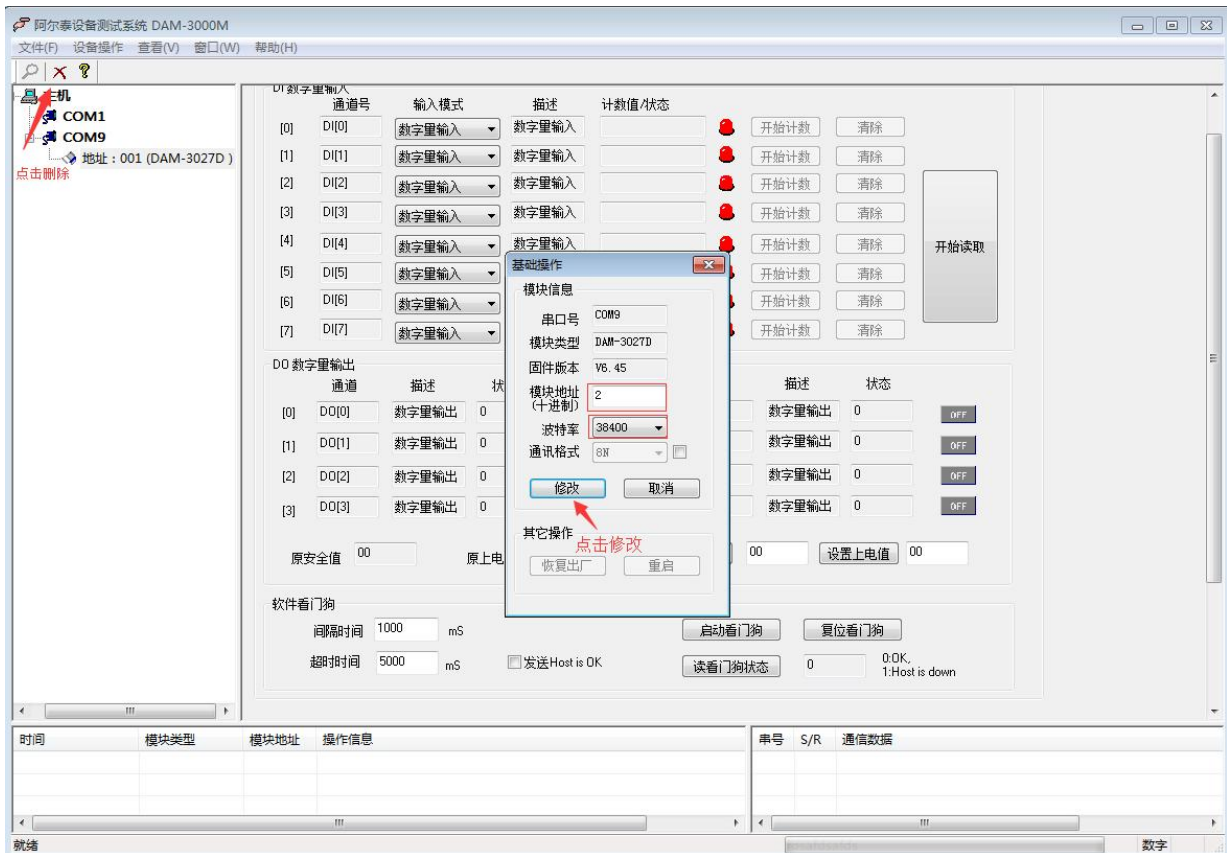 阿尔泰设备测试系统 DAM-3000M
文件(F) 设备操作 查看(V) 窗口(W) 帮助(H)
主机
COM1
COM9
地址：001 (DAM-3027D )
点击删除
DI 数字量输入
通道号 输入模式 描述 计数值/状态
[0] DI[0] 数字量输入 数字量输入 开始计数 清除
[1] DI[1] 数字量输入 数字量输入 开始计数 清除
[2] DI[2] 数字量输入 数字量输入 开始计数 清除
[3] DI[3] 数字量输入 数字量输入 开始计数 清除
[4] DI[4] 数字量输入 数字量输入 开始计数 清除
[5] DI[5] 数字量输入 开始计数 清除
[6] DI[6] 数字量输入 开始计数 清除
[7] DI[7] 数字量输入 开始计数 清除
开始读取
基础操作
模块信息
串口号 COM9
模块类型 DAM-3027D
固件版本 V6.45
模块地址 2
(十进制)
波特率 38400
通讯格式 8N
修改 取消
点击修改
其它操作
恢复出厂 重启
DO 数字量输出
通道 描述 状 描述 状态
[0] DO[0] 数字量输出 0 数字量输出 0 OFF
[1] DO[1] 数字量输出 0 数字量输出 0 OFF
[2] DO[2] 数字量输出 0 数字量输出 0 OFF
[3] DO[3] 数字量输出 0 数字量输出 0 OFF
原安全值 00 原上电 00 设置上电值 00
软件看门狗
间隔时间 1000 mS 启动看门狗 复位看门狗
超时时间 5000 mS 发送Host is OK 读看门狗状态 0 0:OK,
1:Host is down
时间 模块类型 模块地址 操作信息 串号 S/R 通信数据
就绪 数字